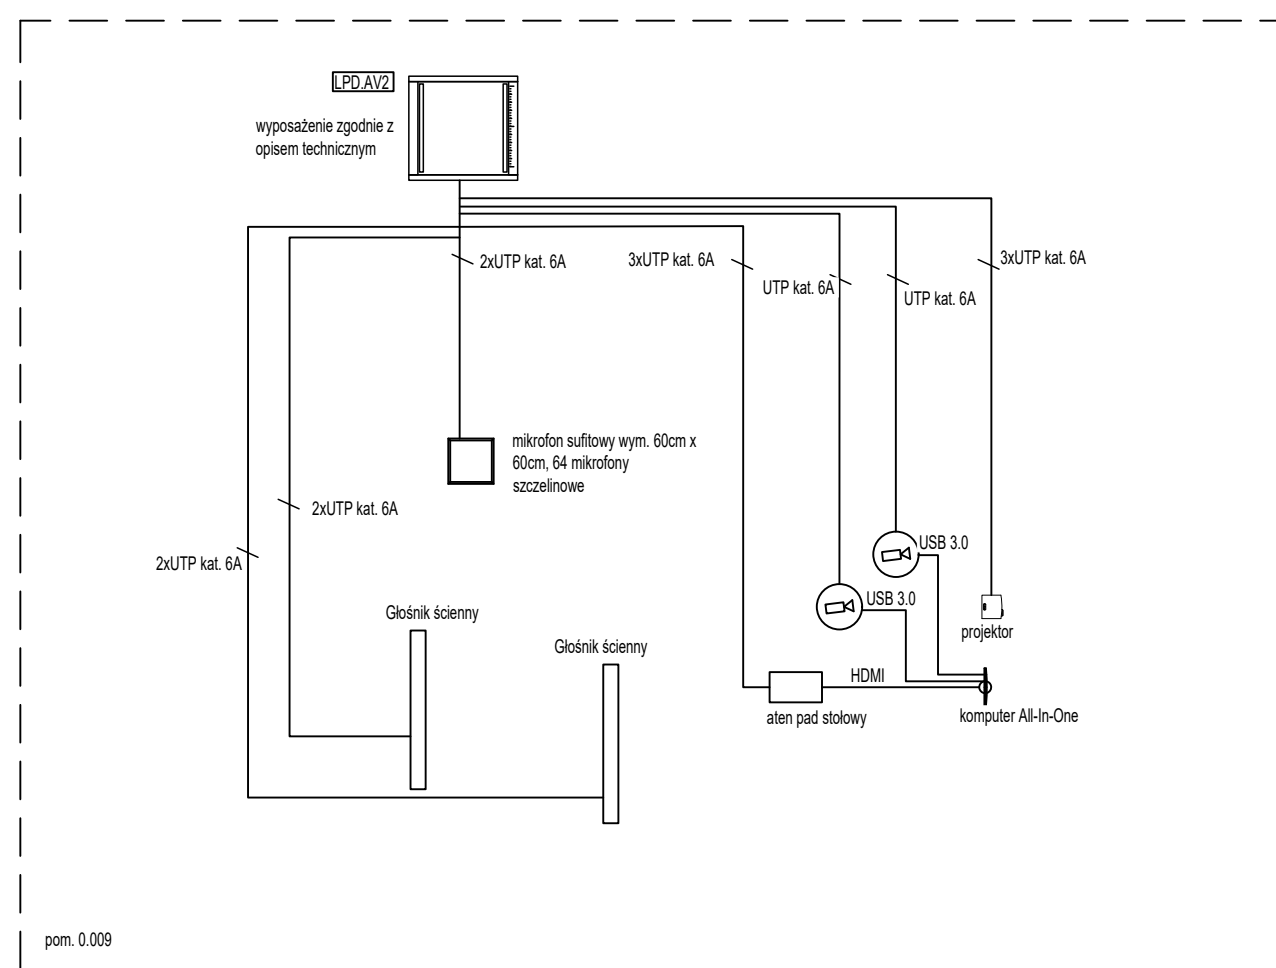 LPD.AV2
wyposażenie zgodnie z
opisem technicznym
2xUTP kat. 6A
3xUTP kat. 6A
UTP kat. 6A
UTP kat. 6A
3xUTP kat. 6A
mikrofon sufitowy wym. 60cm x
60cm, 64 mikrofony
szczelinowe
2xUTP kat. 6A
2xUTP kat. 6A
USB 3.0
USB 3.0
Głośnik ścienny
Głośnik ścienny
projektor
HDMI
aten pad stołowy
komputer All-In-One
pom. 0.009